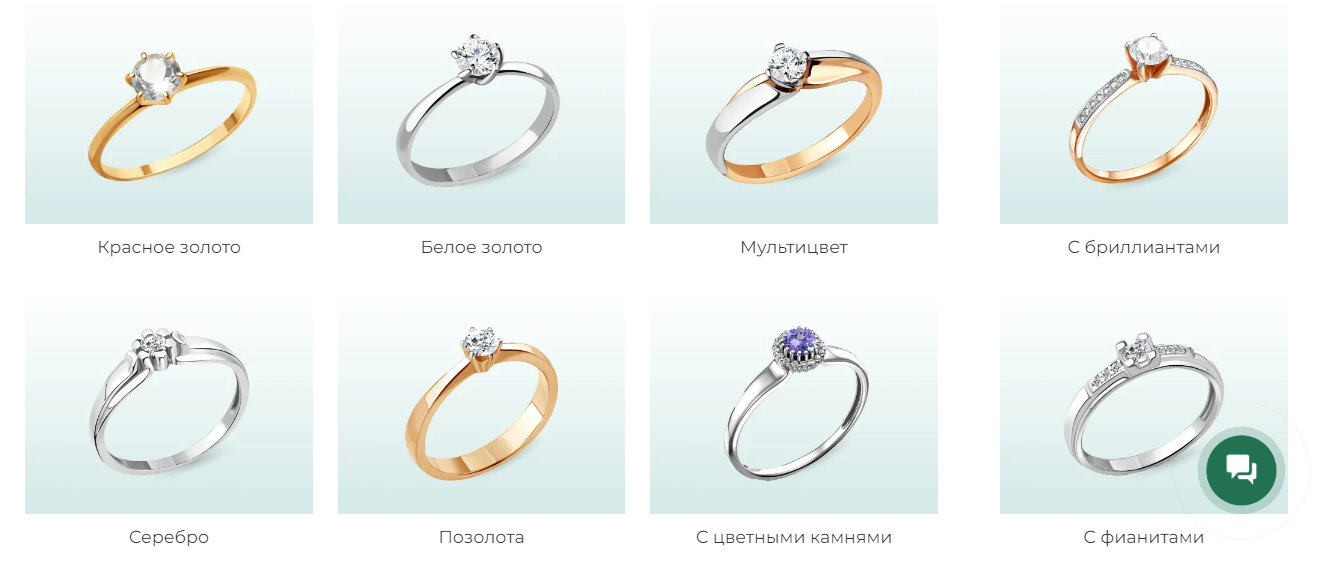 Красное золото
Белое золото
Мультицвет
С бриллиантами
Серебро
Позолота
С цветными камнями
С фианитами